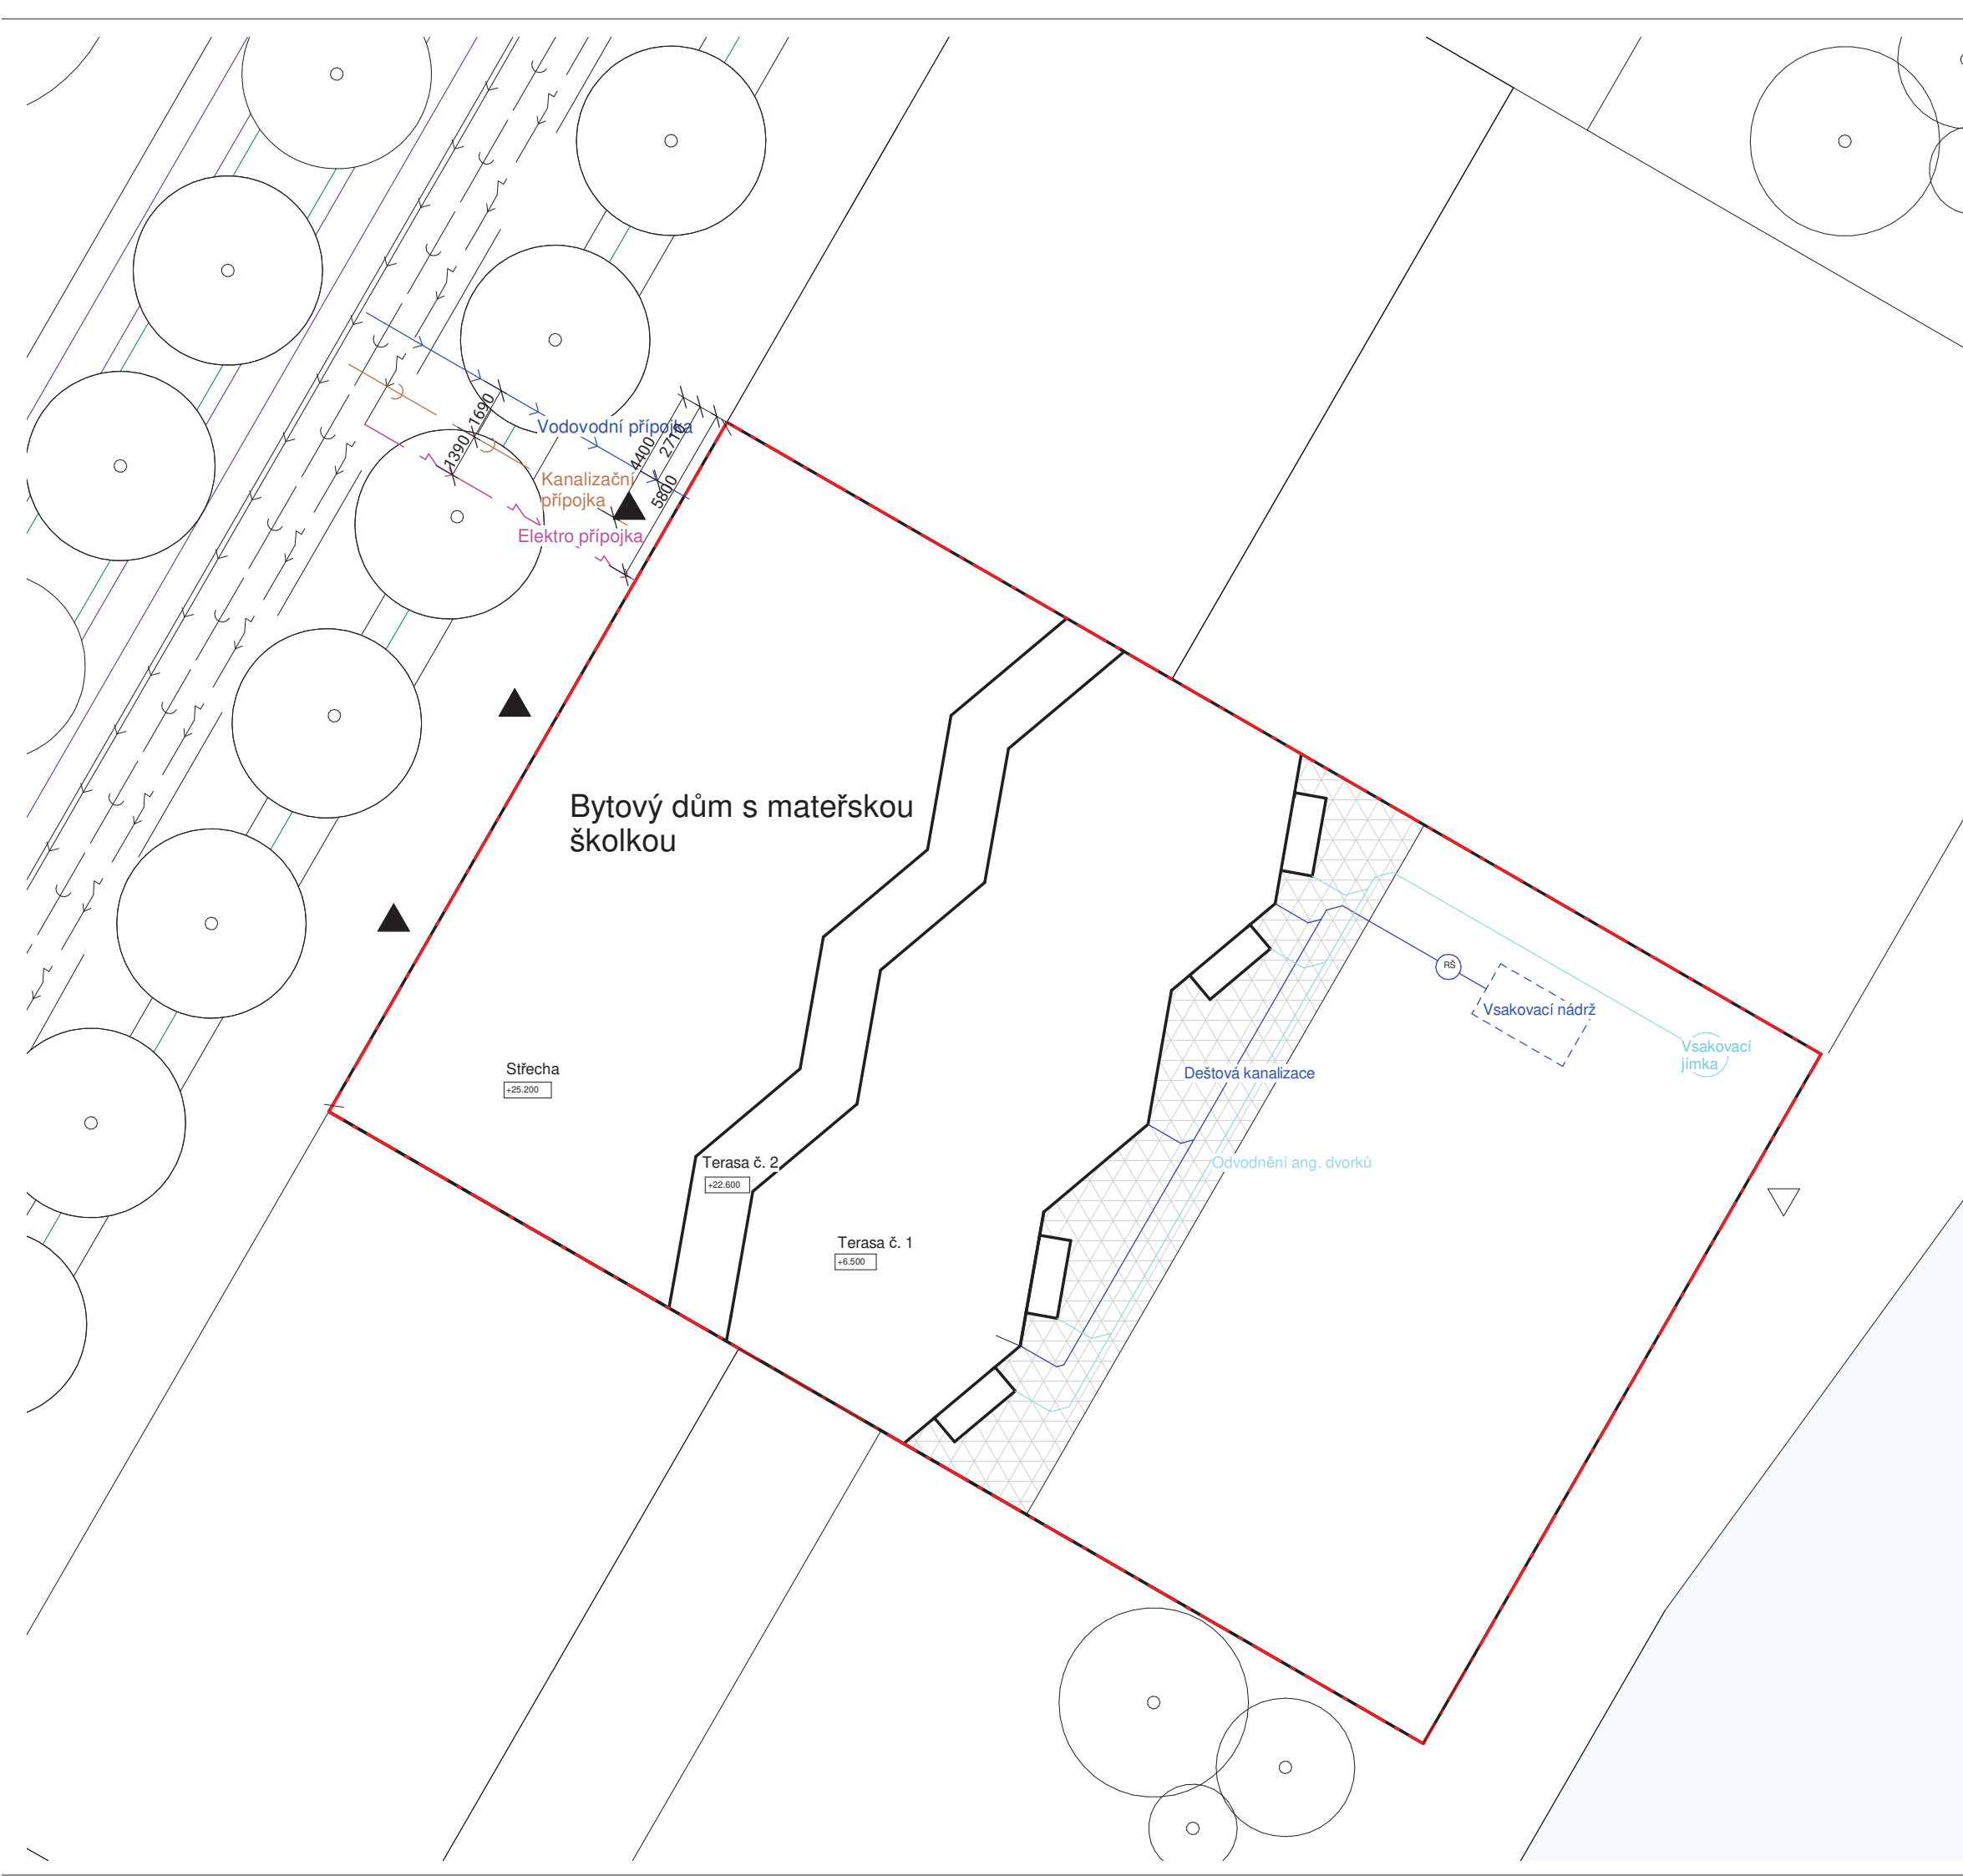 1690
1390
Vodovodní přípojka
4400
2710
5800
Kanalizační
přípojka
Elektro přípojka
Bytový dům s mateřskou
školkou
RŠ
Vsakovací nádrž
Vsakovací
jímka
Deštová kanalizace
Střecha
+25.200
Odvodnění ang. dvorků
Terasa č. 2
+22.600
Terasa č. 1
+6.500